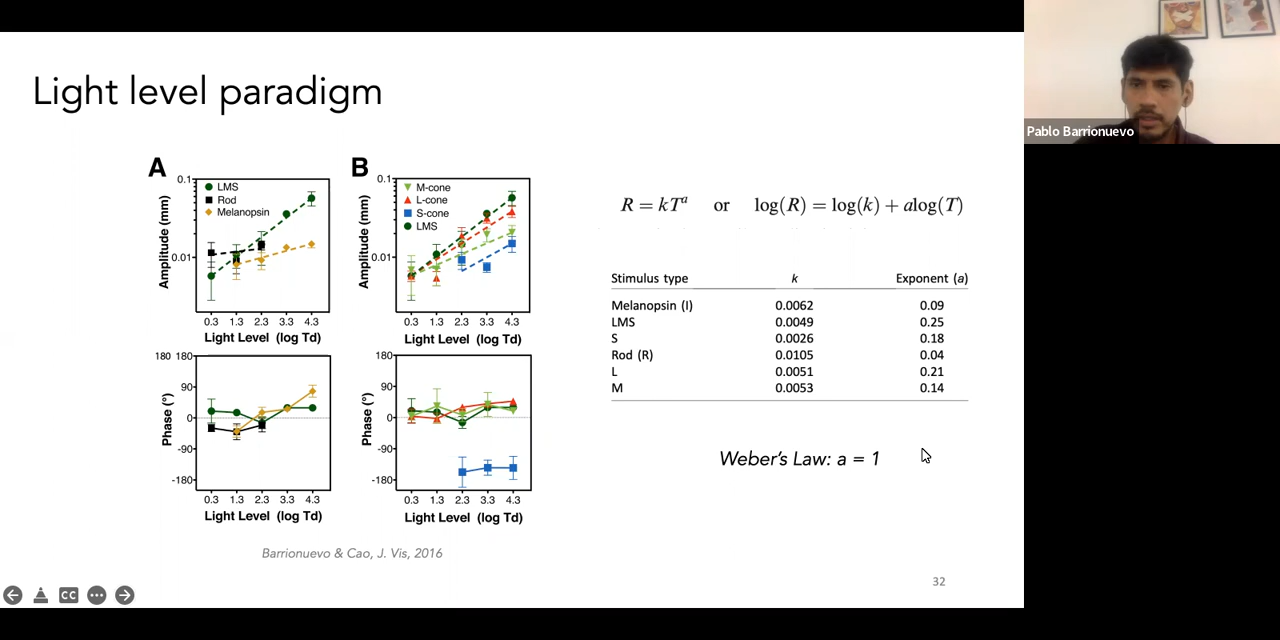 Light level paradigm
A
B
0.1
LMS
Rod
Melanopsin
0.01
Amplitude (mm)
0.3 1.3 2.3 3.3 4.3
Light Level (log Td)
0.1
M-cone
L-cone
S-cone
LMS
0.01
Amplitude (mm)
0.3 1.3 2.3 3.3 4.3
Light Level (log Td)
180 180
90
0
-90
-180
Phase (°)
0.3 1.3 2.3 3.3 4.3
Light Level (log Td)
180
90
0
-90
-180
Phase (°)
0.3 1.3 2.3 3.3 4.3
Light Level (log Td)
Barrionuevo & Cao, J. Vis, 2016
R = kTᵃ or log(R) = log(k) + alog(T)
Stimulus type k Exponent (a)
Melanopsin (I) 0.0062 0.09
LMS 0.0049 0.25
S 0.0026 0.18
Rod (R) 0.0105 0.04
L 0.0051 0.21
M 0.0053 0.14
Weber's Law: a = 1
32
CC
Pablo Barrionuevo